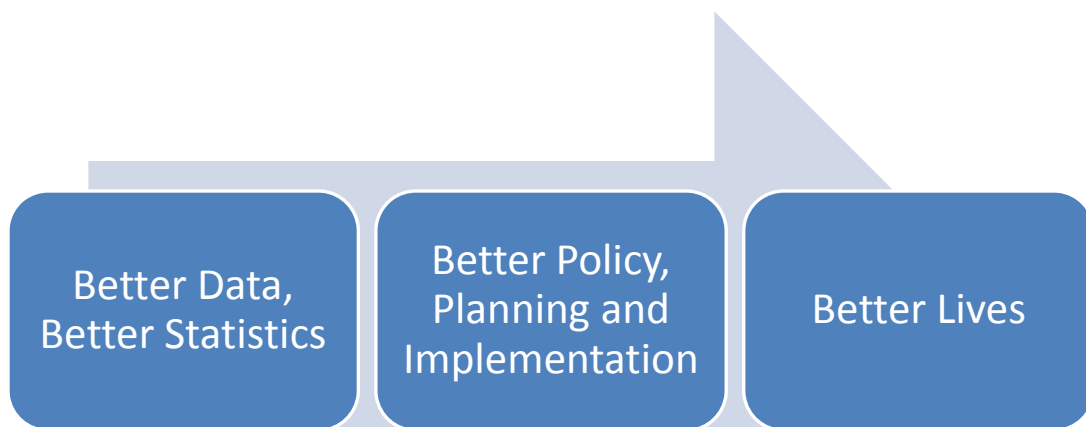 Better Data,
Better Statistics
Better Policy,
Planning and
Implementation
Better Lives